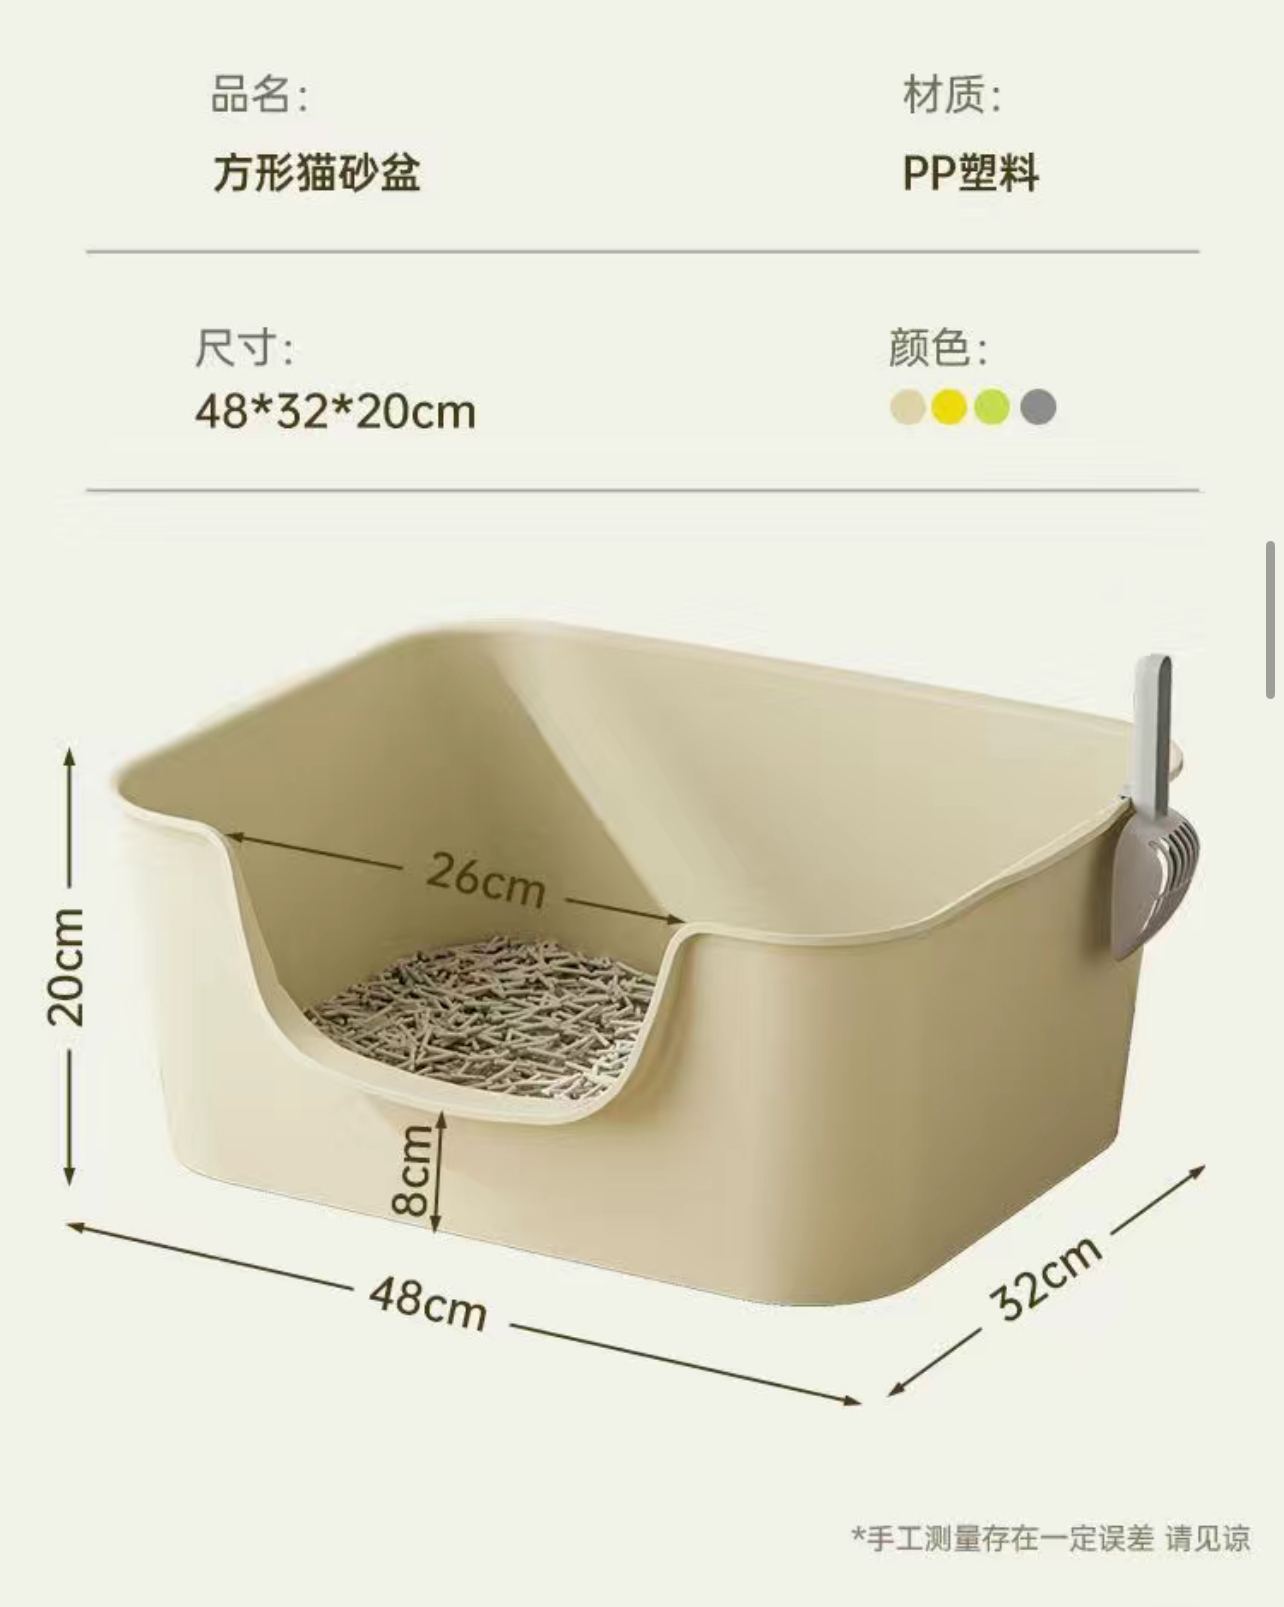 品名：
材质：
方形猫砂盆
PP塑料
尺寸：
颜色：
48*32*20cm
26cm
20cm
8cm
48cm
32cm
*手工测量存在一定误差 请见谅